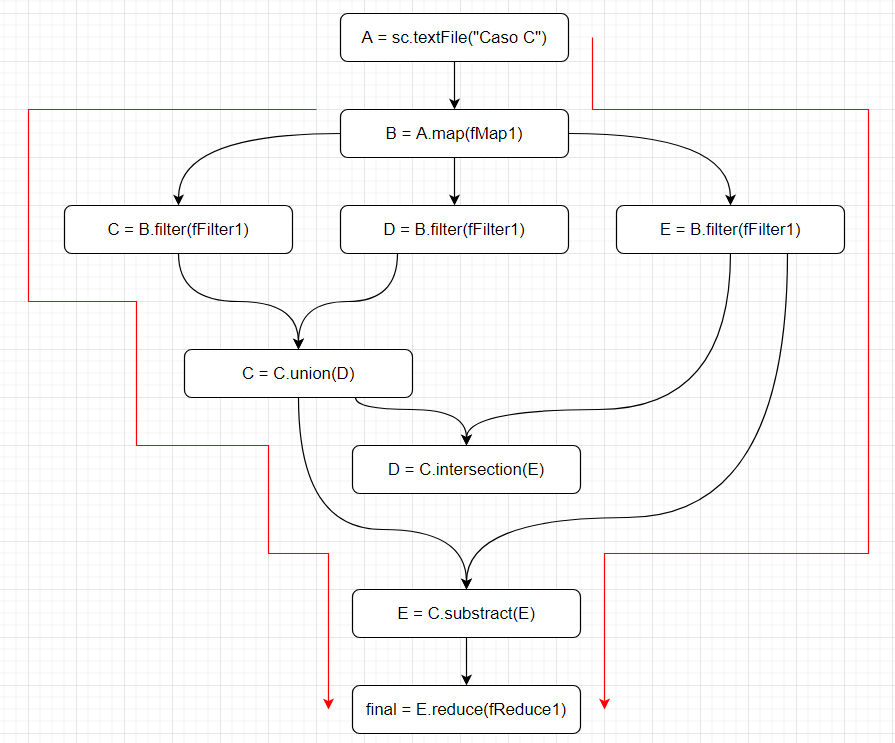 A = sc.textFile("Caso C")
B = A.map(fMap1)
C = B.filter(fFilter1)
D = B.filter(fFilter1)
E = B.filter(fFilter1)
C = C.union(D)
D = C.intersection(E)
E = C.substract(E)
final = E.reduce(fReduce1)